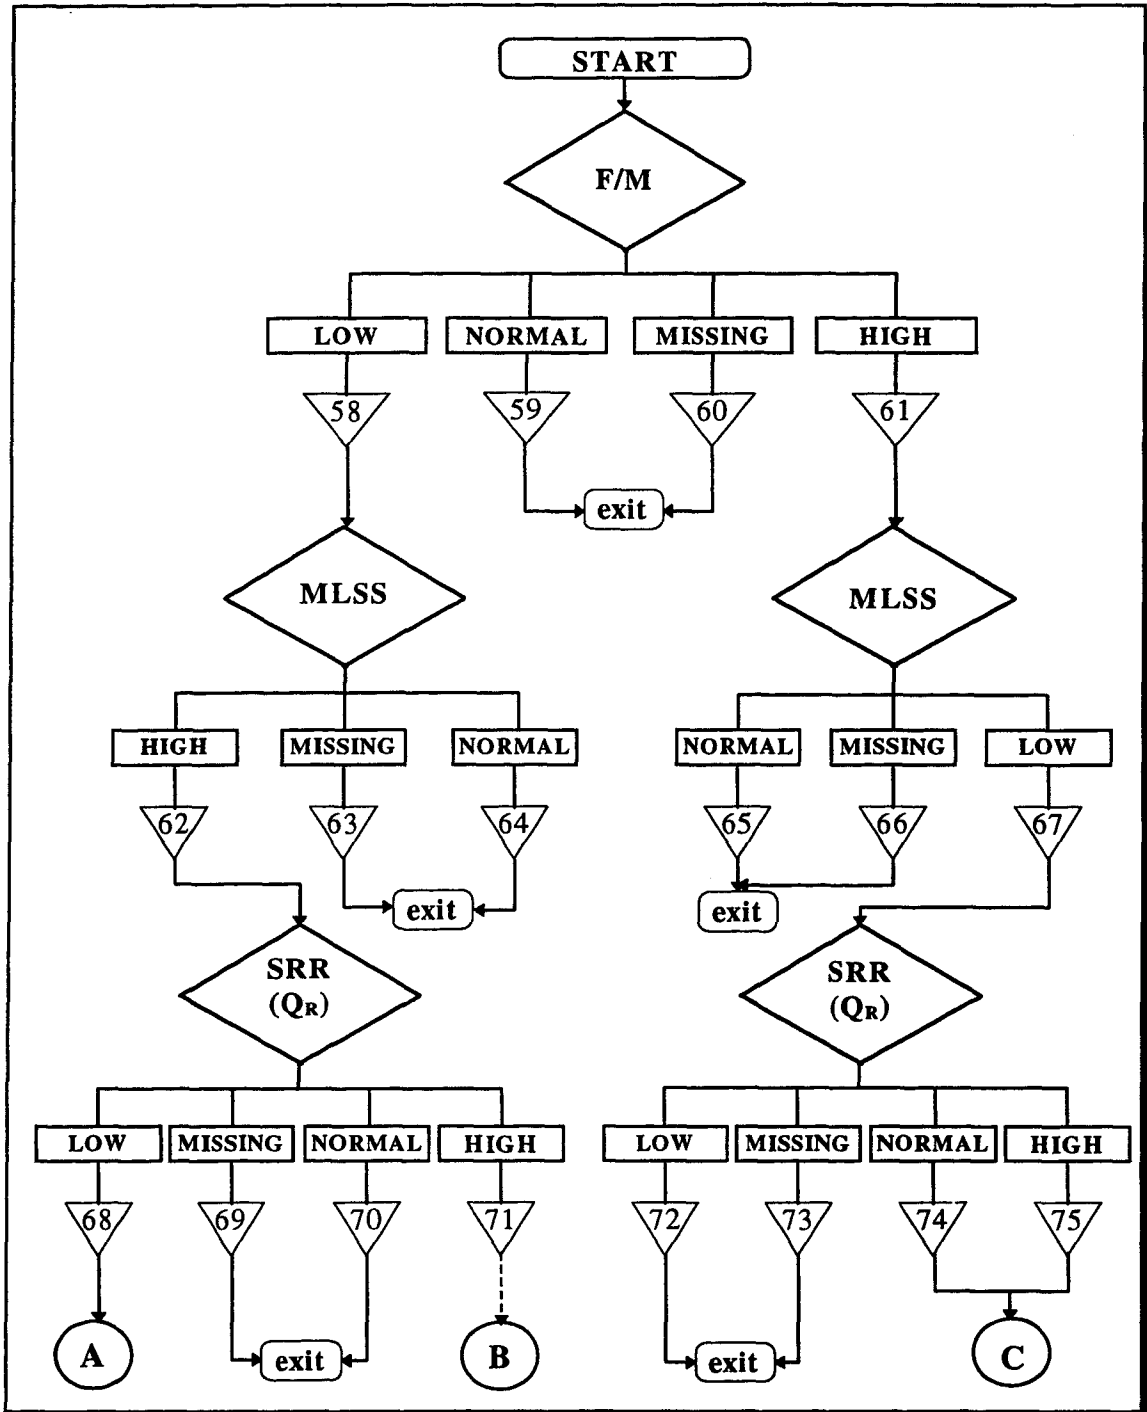 START
F/M
LOW NORMAL MISSING HIGH
58 59 60 61
exit
MLSS MLSS
HIGH MISSING NORMAL NORMAL MISSING LOW
62 63 64 65 66 67
exit exit
SRR SRR
(QR) (QR)
LOW MISSING NORMAL HIGH LOW MISSING NORMAL HIGH
68 69 70 71 72 73 74 75
A exit B exit C